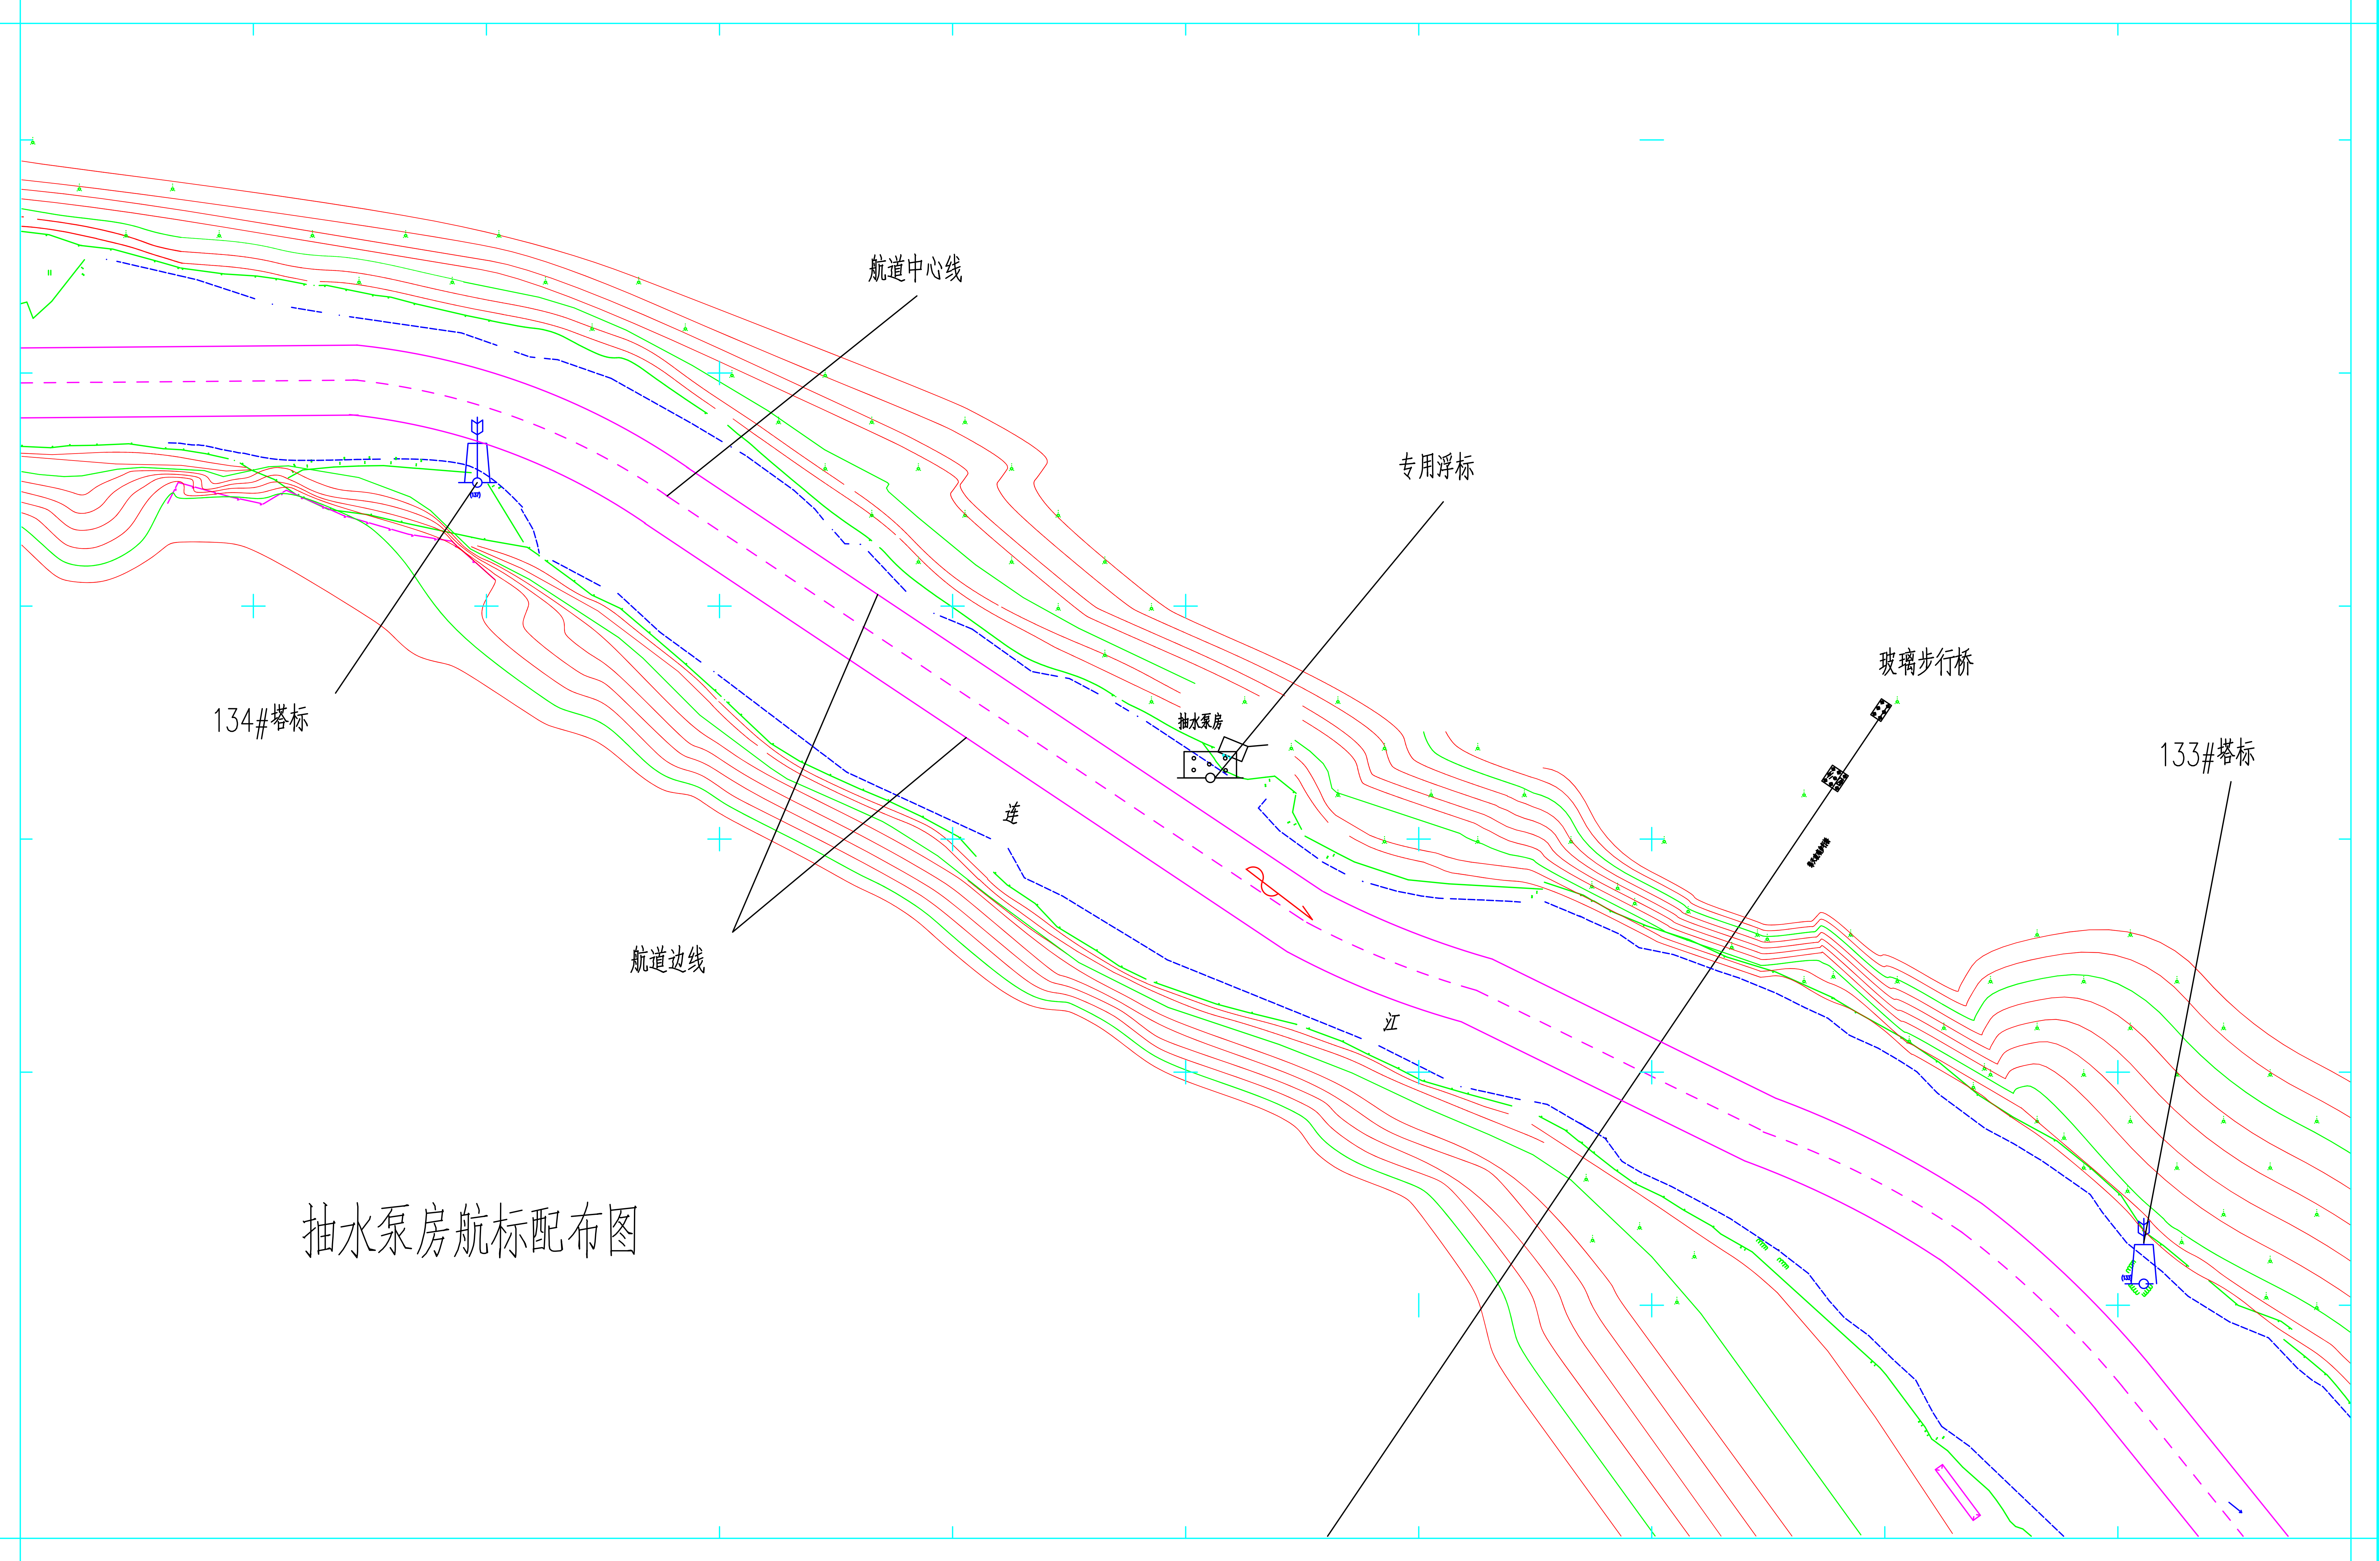 航道中心线
专用浮标
玻璃步行桥
134#塔标
抽水泵房
133#塔标
连
航道边线
江
抽水泵房航标配布图